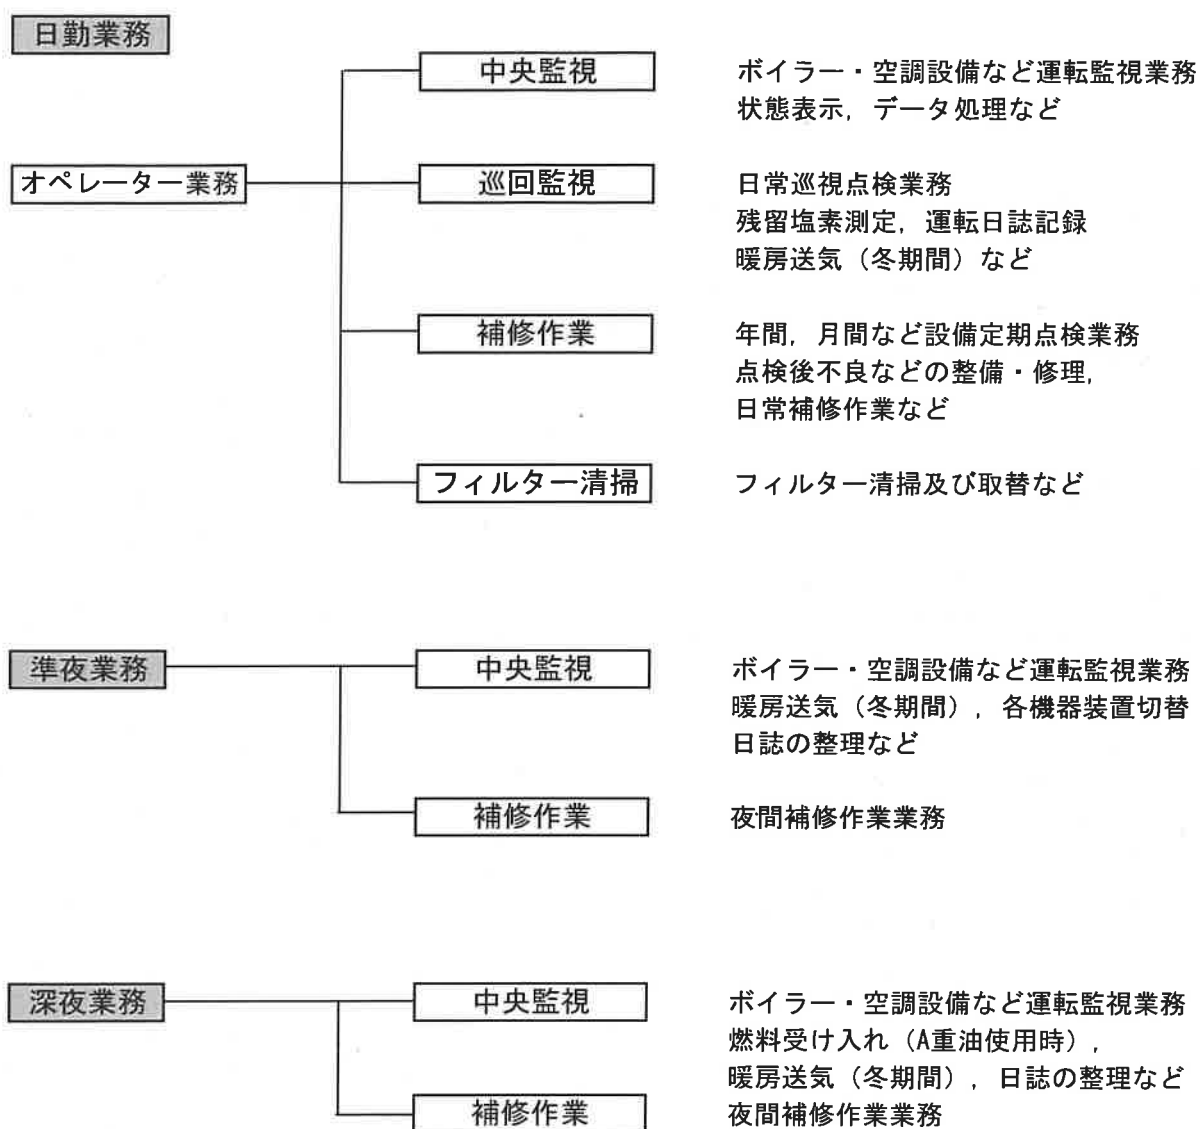 日勤業務
中央監視
ボイラー・空調設備など運転監視業務
状態表示，データ処理など
オペレーター業務
巡回監視
日常巡視点検業務
残留塩素測定，運転日誌記録
暖房送気（冬期間）など
補修作業
年間，月間など設備定期点検業務
点検後不良などの整備・修理，
日常補修作業など
フィルター清掃
フィルター清掃及び取替など
準夜業務
中央監視
ボイラー・空調設備など運転監視業務
暖房送気（冬期間），各機器装置切替
日誌の整理など
補修作業
夜間補修作業業務
深夜業務
中央監視
ボイラー・空調設備など運転監視業務
燃料受け入れ（A重油使用時），
暖房送気（冬期間），日誌の整理など
補修作業
夜間補修作業業務